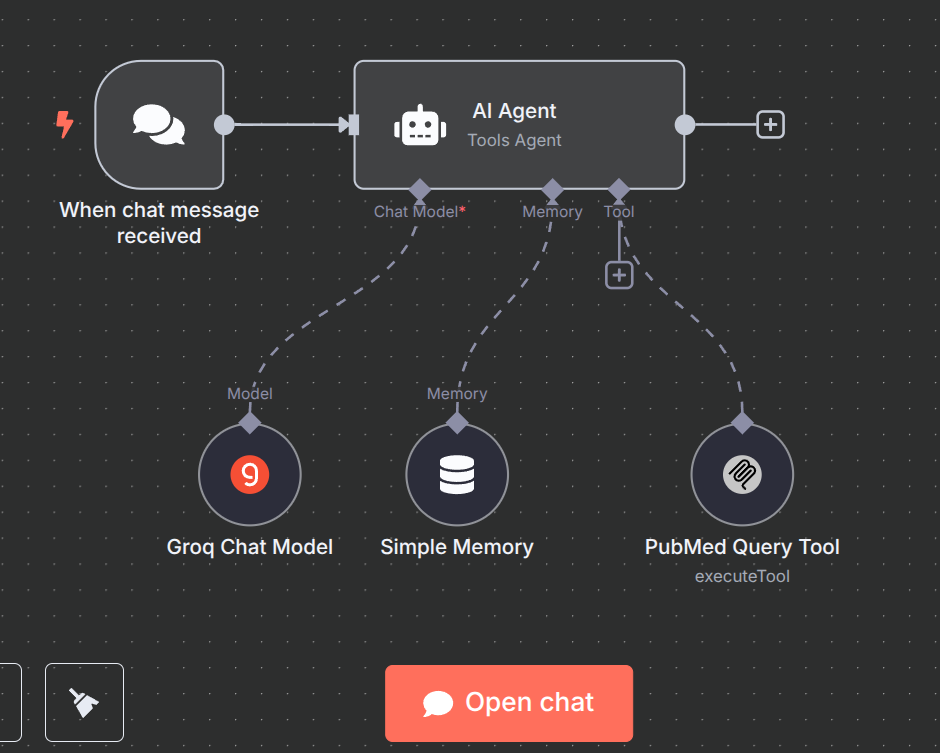 AI Agent
Tools Agent
When chat message
received
Chat Model*
Memory
Tool
Model
Memory
Groq Chat Model
Simple Memory
PubMed Query Tool
executeTool
Open chat